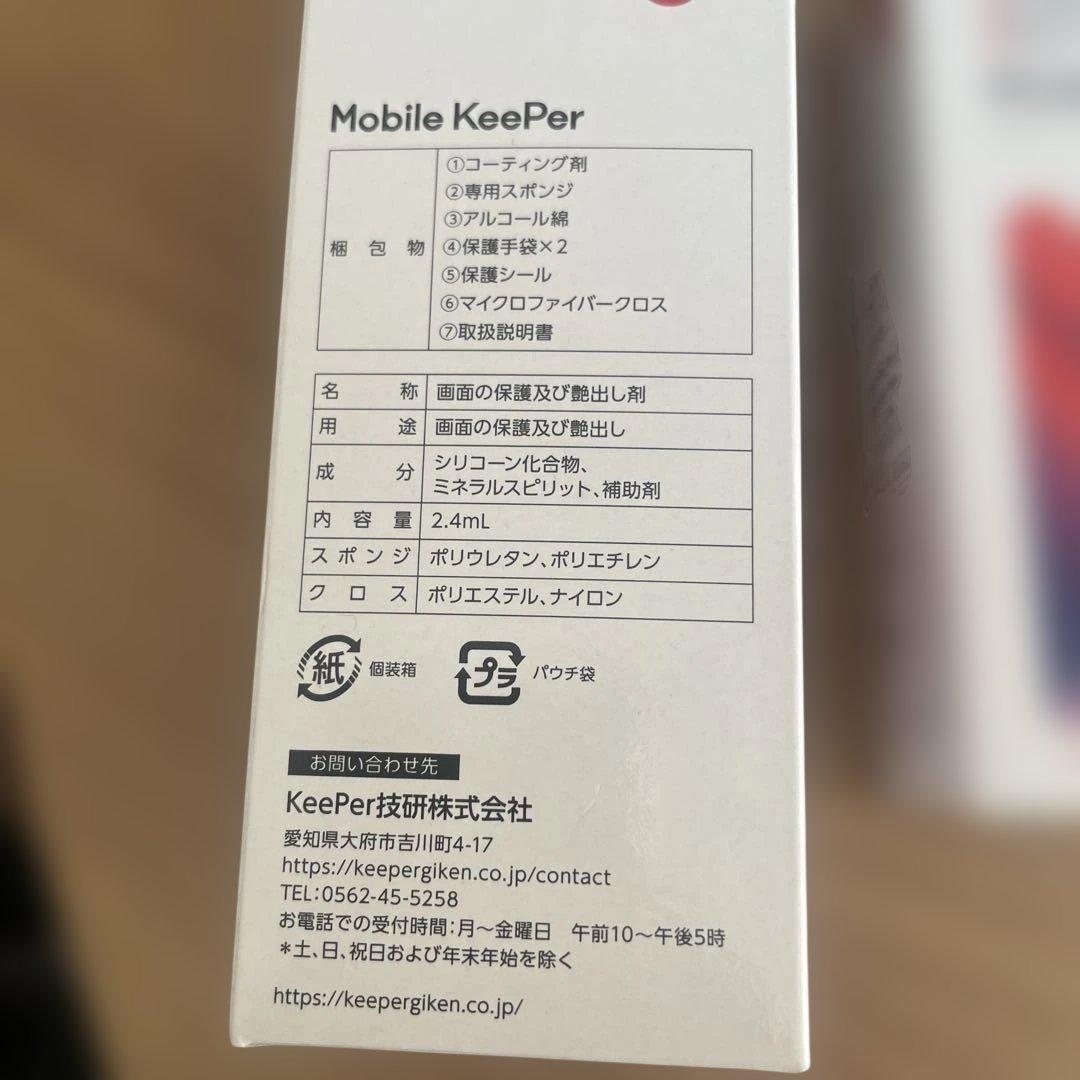 Mobile KeePer
梱包物
①コーティング剤
②専用スポンジ
③アルコール綿
④保護手袋×2
⑤保護シール
⑥マイクロファイバークロス
⑦取扱説明書
名称 画面の保護及び艶出し剤
用途 画面の保護及び艶出し
成分 シリコーン化合物、
ミネラルスピリット、補助剤
内容量 2.4mL
スポンジ ポリウレタン、ポリエチレン
クロス ポリエステル、ナイロン
紙 個装箱 プラ パウチ袋
お問い合わせ先
KeePer技研株式会社
愛知県大府市吉川町4-17
https://keepergiken.co.jp/contact
TEL:0562-45-5258
お電話での受付時間:月～金曜日 午前10～午後5時
*土、日、祝日および年末年始を除く
https://keepergiken.co.jp/